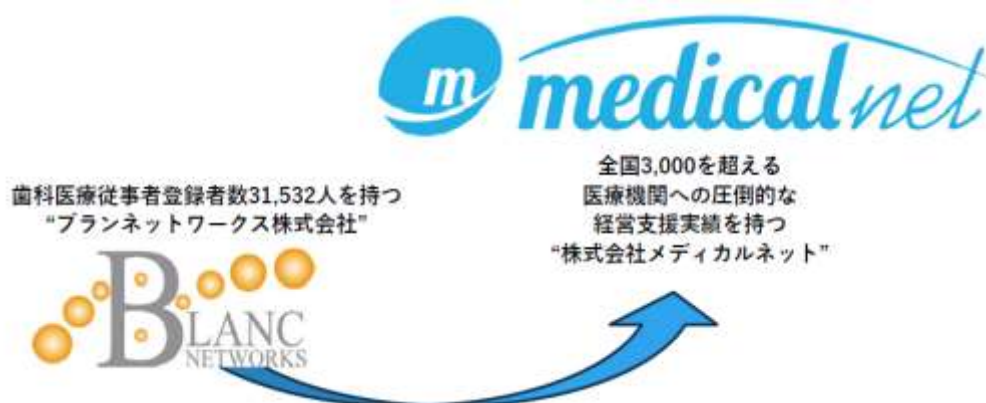 m medicalnet
全国3,000を超える
医療機関への圧倒的な
経営支援実績を持つ
“株式会社メディカルネット”
歯科医療従事者登録者数31,532人を持つ
“ブランネットワークス株式会社”
BLANC
NETWORKS